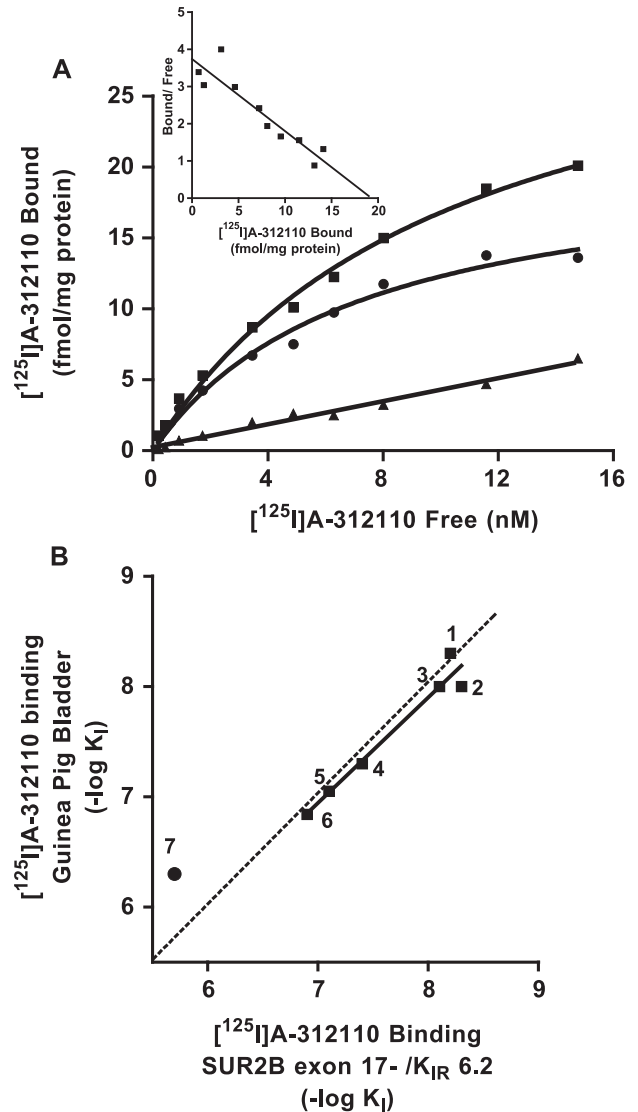 A
5
4
3
2
1
0
Bound/ Free
0
5
10
15
20
[¹²⁵I]A-312110 Bound
(fmol/mg protein)
25
20
15
10
5
0
[¹²⁵I]A-312110 Bound
(fmol/mg protein)
0
4
8
12
16
[¹²⁵I]A-312110 Free (nM)
B
9
8
7
6
[¹²⁵I]A-312110 binding
Guinea Pig Bladder
(-log K_I)
1
3
2
4
5
6
7
6
7
8
9
[¹²⁵I]A-312110 Binding
SUR2B exon 17- /K_IR 6.2
(-log K_I)